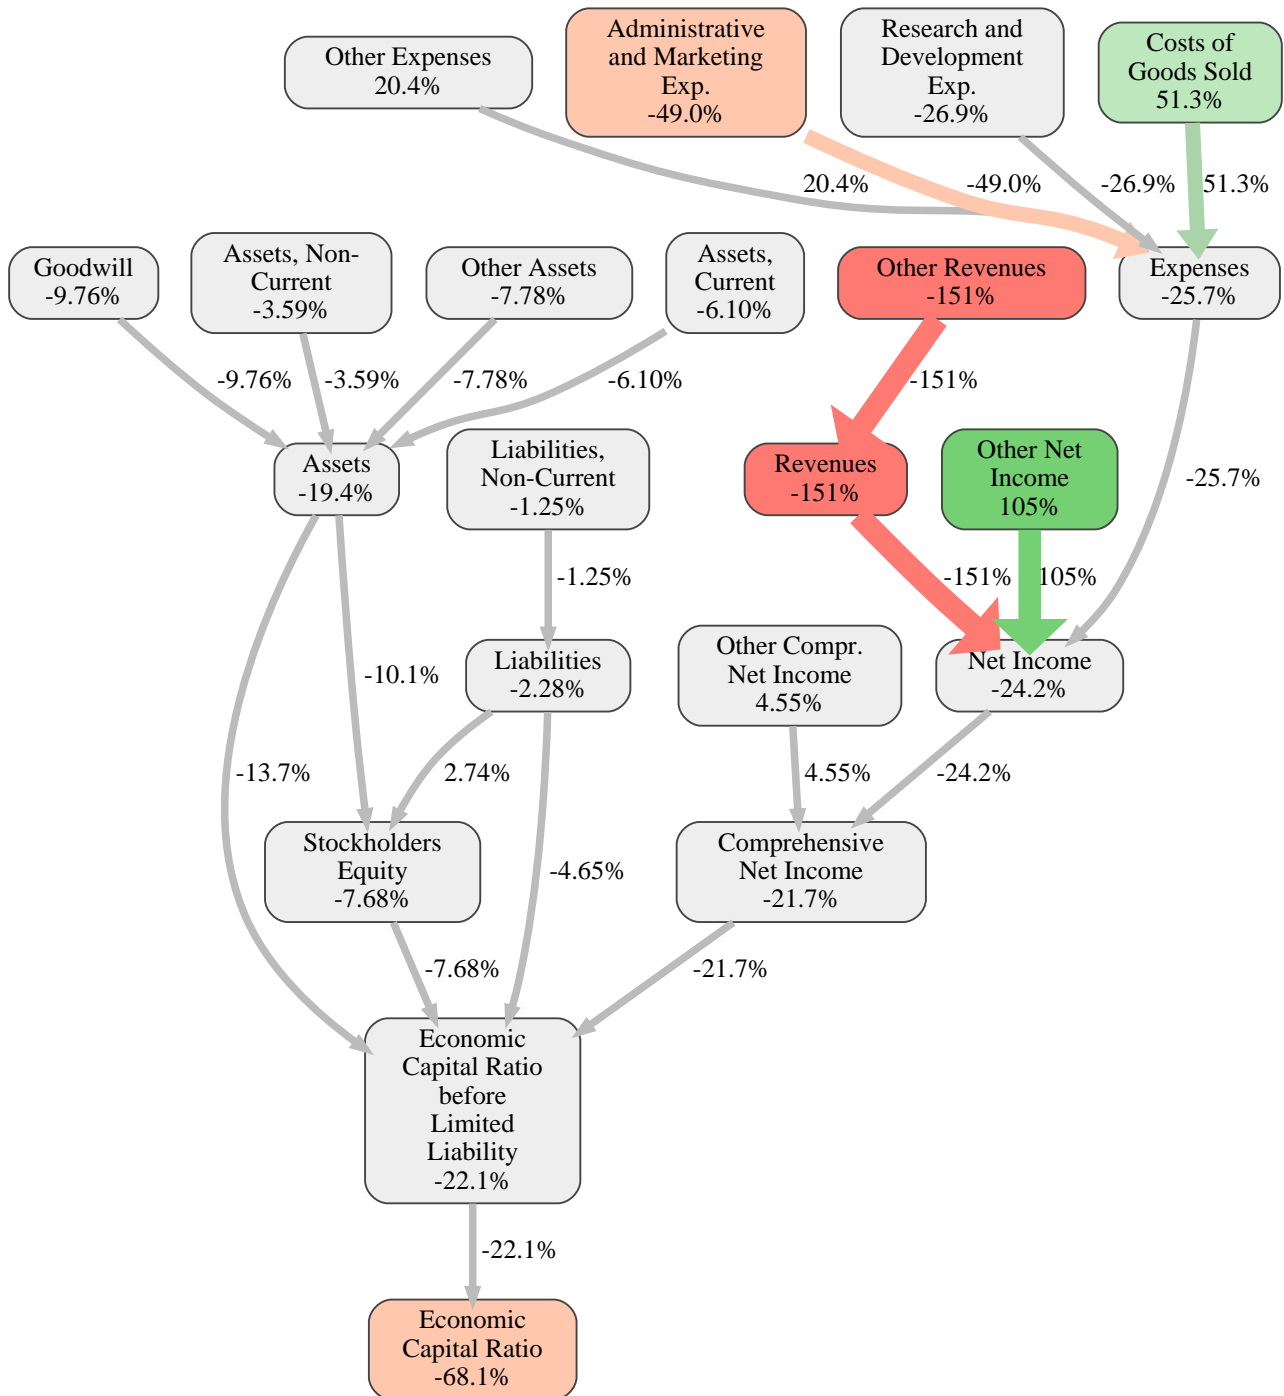 Other Expenses
20.4%
Administrative
and Marketing
Exp.
-49.0%
Research and
Development
Exp.
-26.9%
Costs of
Goods Sold
51.3%
20.4%
-49.0%
-26.9%
51.3%
Goodwill
-9.76%
Assets, Non-
Current
-3.59%
Other Assets
-7.78%
Assets,
Current
-6.10%
Other Revenues
-151%
Expenses
-25.7%
-9.76%
-3.59%
-7.78%
-6.10%
-151%
Assets
-19.4%
Liabilities,
Non-Current
-1.25%
Revenues
-151%
Other Net
Income
105%
-25.7%
-1.25%
-151%
105%
Liabilities
-2.28%
Other Compr.
Net Income
4.55%
Net Income
-24.2%
-10.1%
-13.7%
2.74%
4.55%
-24.2%
Stockholders
Equity
-7.68%
-4.65%
Comprehensive
Net Income
-21.7%
-7.68%
-21.7%
Economic
Capital Ratio
before
Limited
Liability
-22.1%
-22.1%
Economic
Capital Ratio
-68.1%